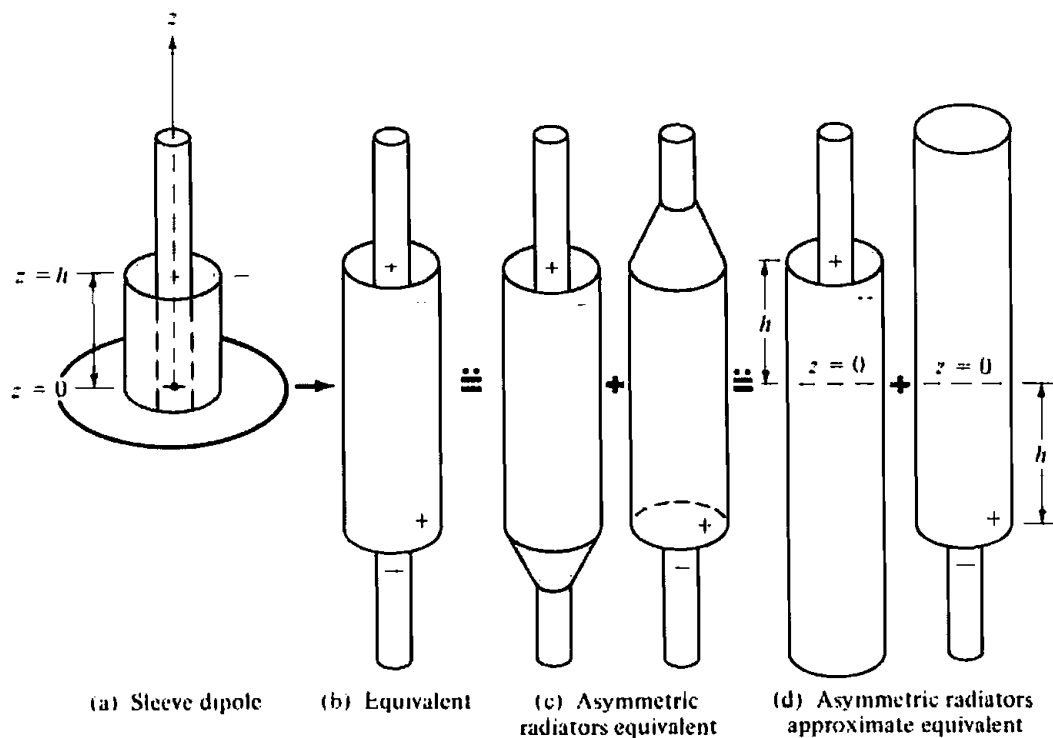 z
z = h
+
−
z = 0
+
−
+
−
+
−
+
−
+
−
h
z = 0
z = 0
h
+
−
(a) Sleeve dipole
(b) Equivalent
(c) Asymmetric
radiators equivalent
(d) Asymmetric radiators
approximate equivalent